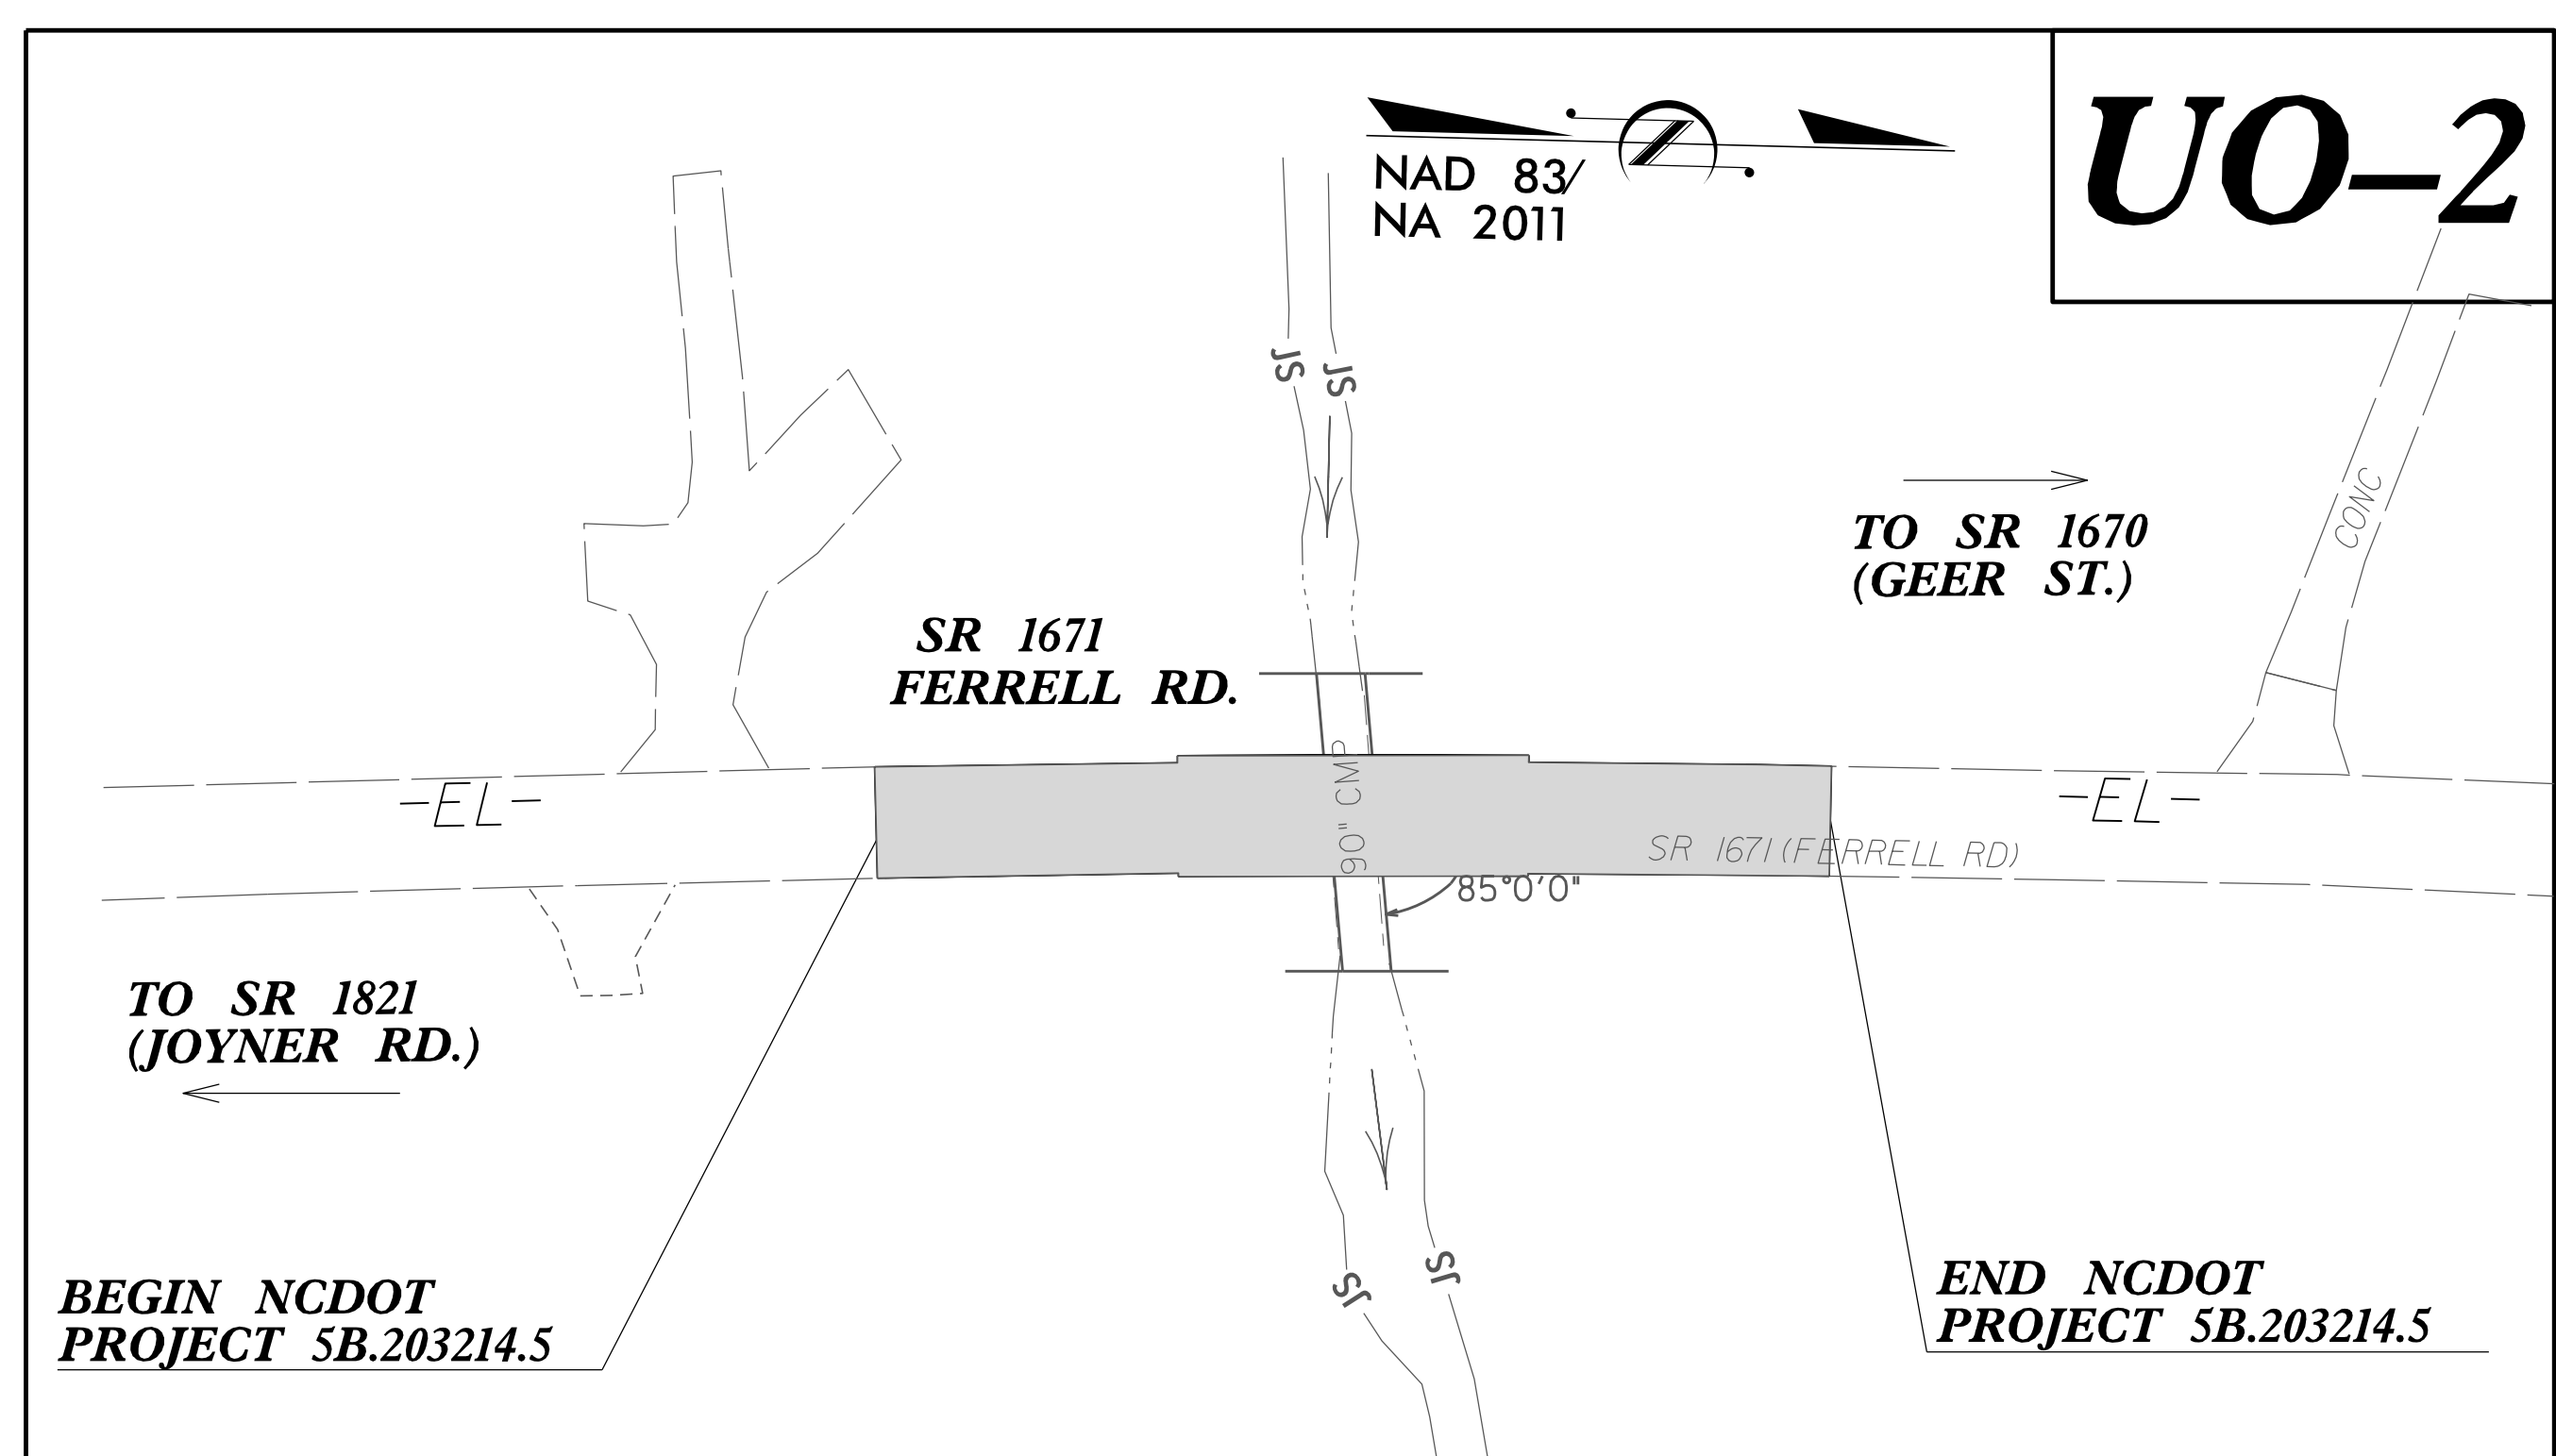 UO-2
NAD 83/
NA 2011
JS
JS
TO SR 1670
(GEER ST.)
CONC
SR 1671
FERRELL RD.
-EL-
-EL-
90" CMP
SR 1671 (FERRELL RD)
85°0'0"
TO SR 1821
(JOYNER RD.)
JS
JS
BEGIN NCDOT
PROJECT 5B.203214.5
END NCDOT
PROJECT 5B.203214.5